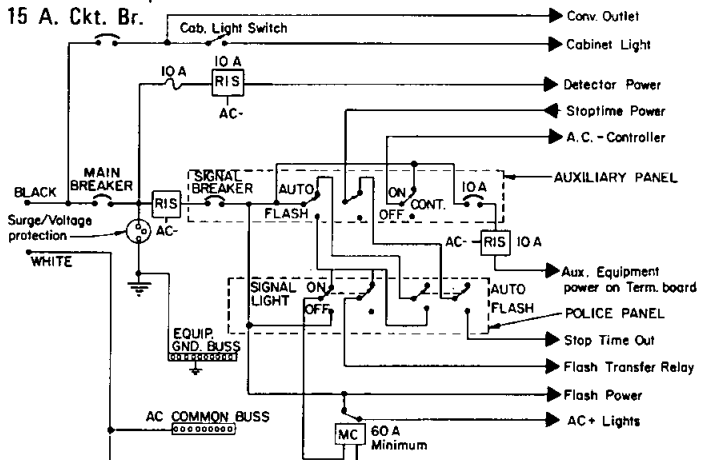 15 A. Ckt. Br.
Conv. Outlet
Cab. Light Switch
Cabinet Light
10 A
10 A
RIS
Detector Power
AC-
Stoptime Power
A.C.-Controller
MAIN
BREAKER
SIGNAL
BREAKER
AUTO
FLASH
ON
OFF
CONT.
10 A
AUXILIARY PANEL
BLACK
RIS
AC-
Surge/Voltage
protection
AC-
RIS
10 A
WHITE
Aux. Equipment
power on Term. board
SIGNAL
LIGHT
ON
OFF
AUTO
FLASH
POLICE PANEL
EQUIP.
GND. BUSS
Stop Time Out
Flash Transfer Relay
Flash Power
AC COMMON BUSS
AC+ Lights
MC
60 A
Minimum